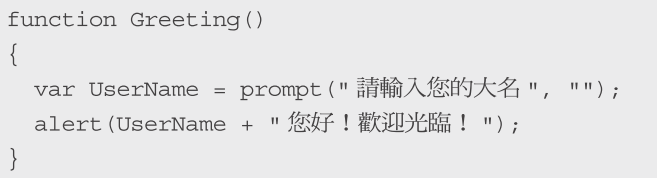 function Greeting()
{
  var UserName = prompt("請輸入您的大名", "");
  alert(UserName + "您好！歡迎光臨！");
}